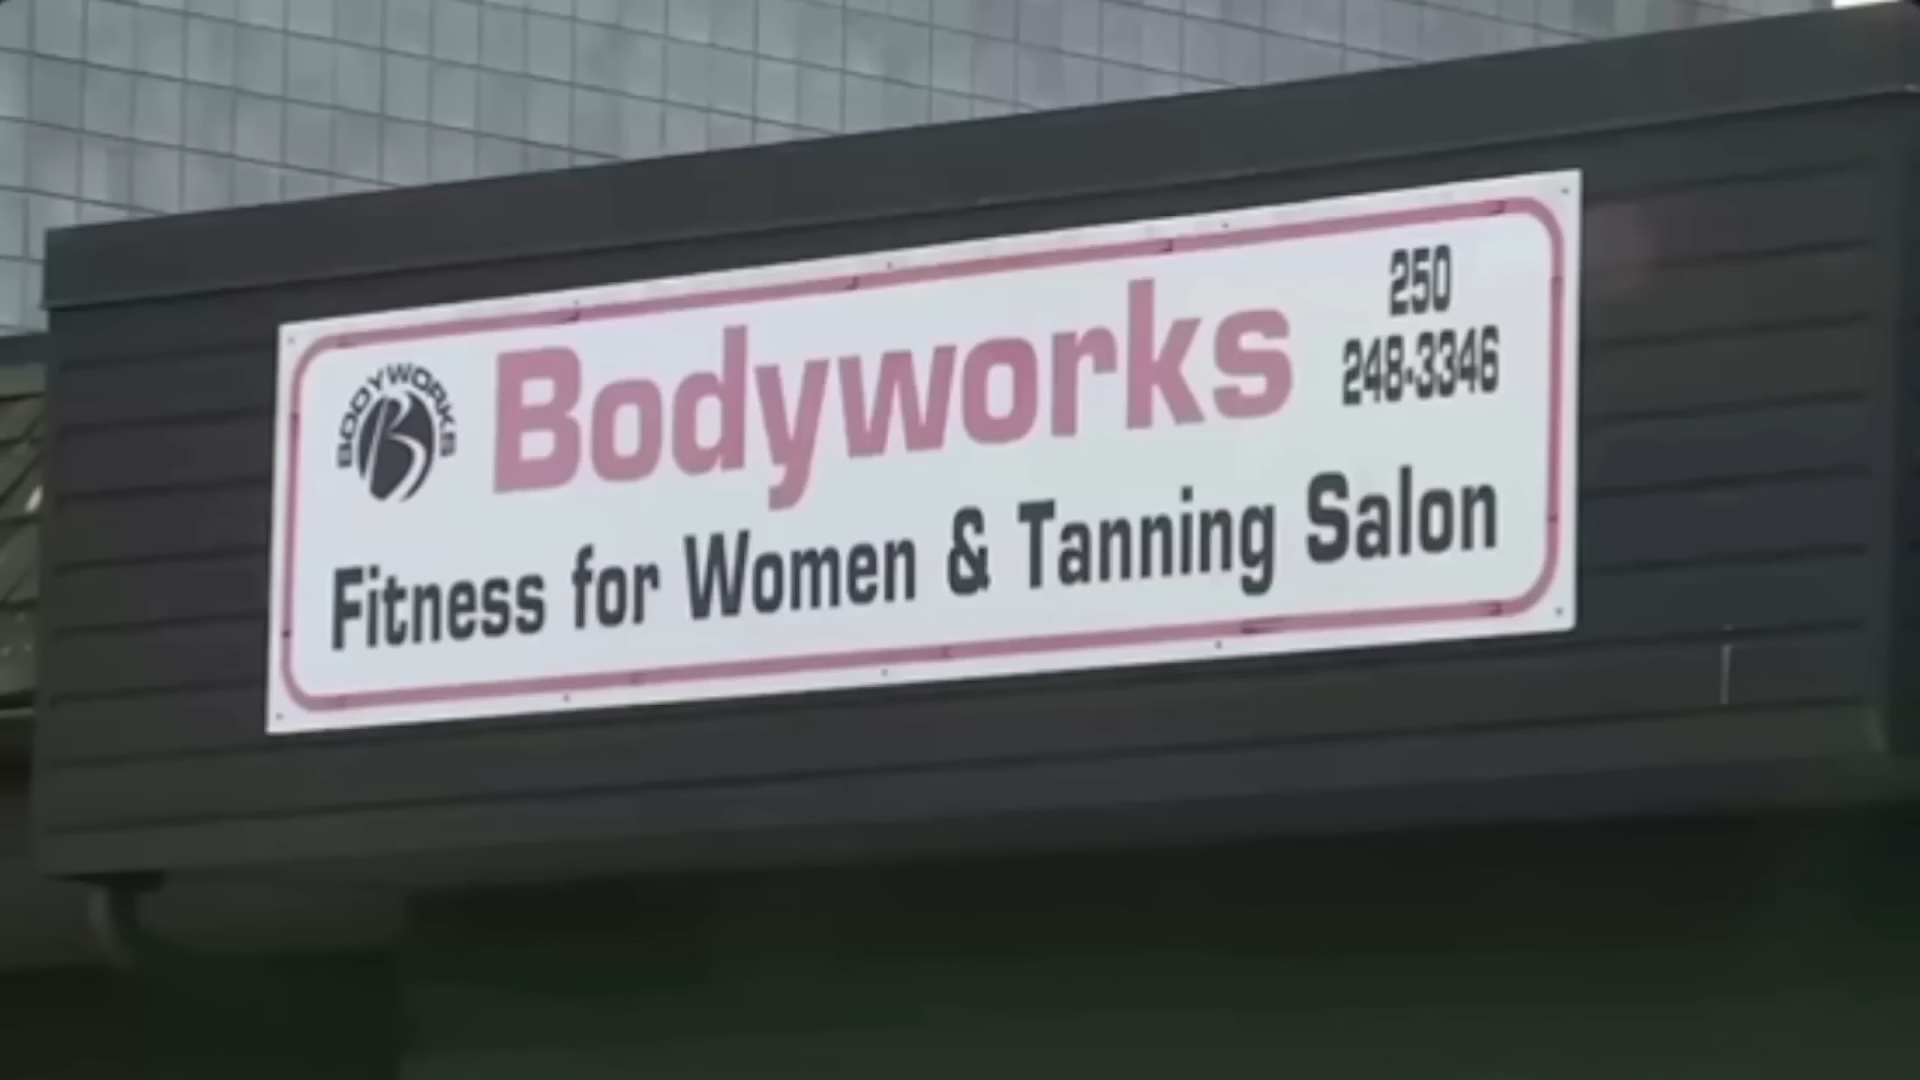 BODYWORKS
B
Bodyworks
250
248-3346
Fitness for Women & Tanning Salon